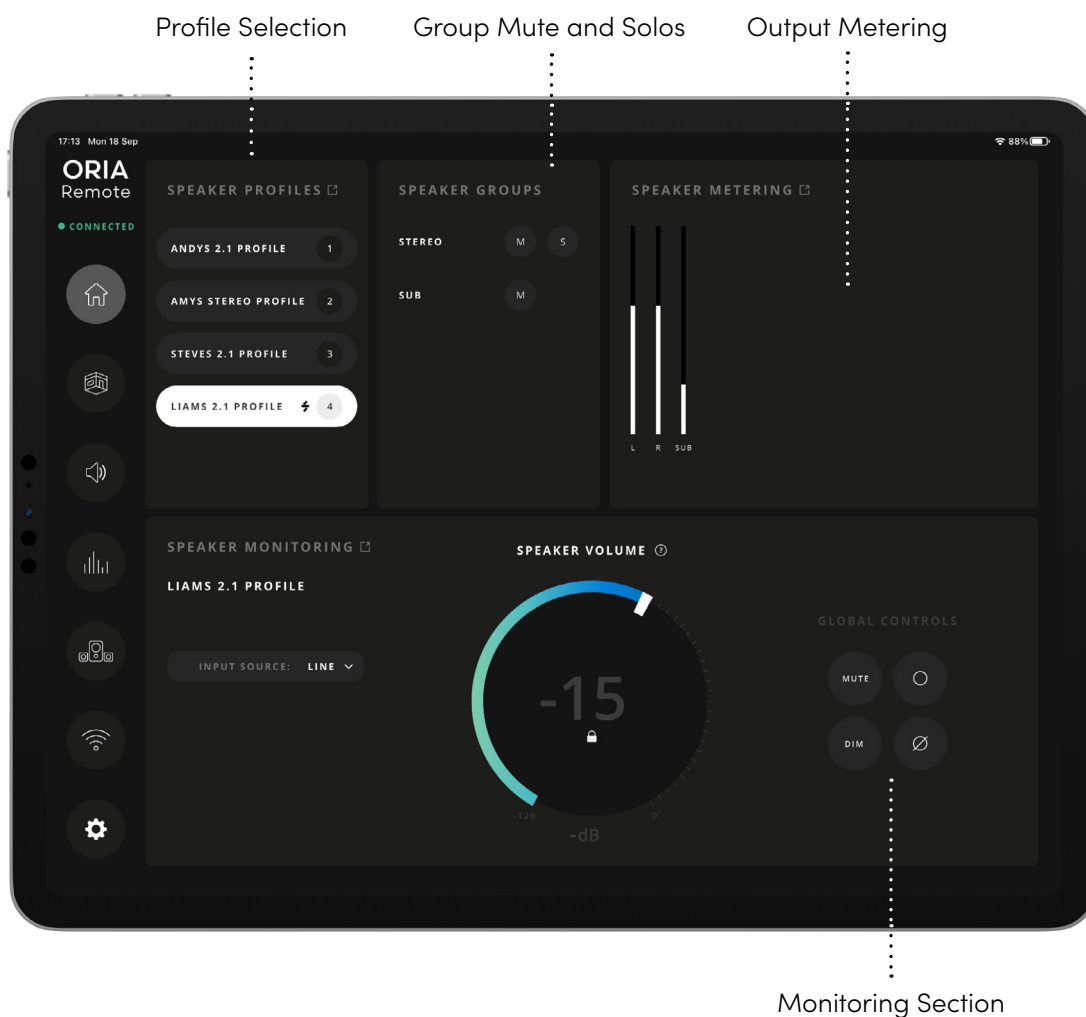 Profile Selection
Group Mute and Solos
Output Metering
17:13 Mon 18 Sep
88%
ORIA
Remote
CONNECTED
SPEAKER PROFILES
ANDYS 2.1 PROFILE 1
AMYS STEREO PROFILE 2
STEVES 2.1 PROFILE 3
LIAMS 2.1 PROFILE 4
SPEAKER GROUPS
STEREO M S
SUB M
SPEAKER METERING
L R SUB
SPEAKER MONITORING
LIAMS 2.1 PROFILE
INPUT SOURCE: LINE
SPEAKER VOLUME ?
-15
-128 0
-dB
GLOBAL CONTROLS
MUTE
DIM
Monitoring Section